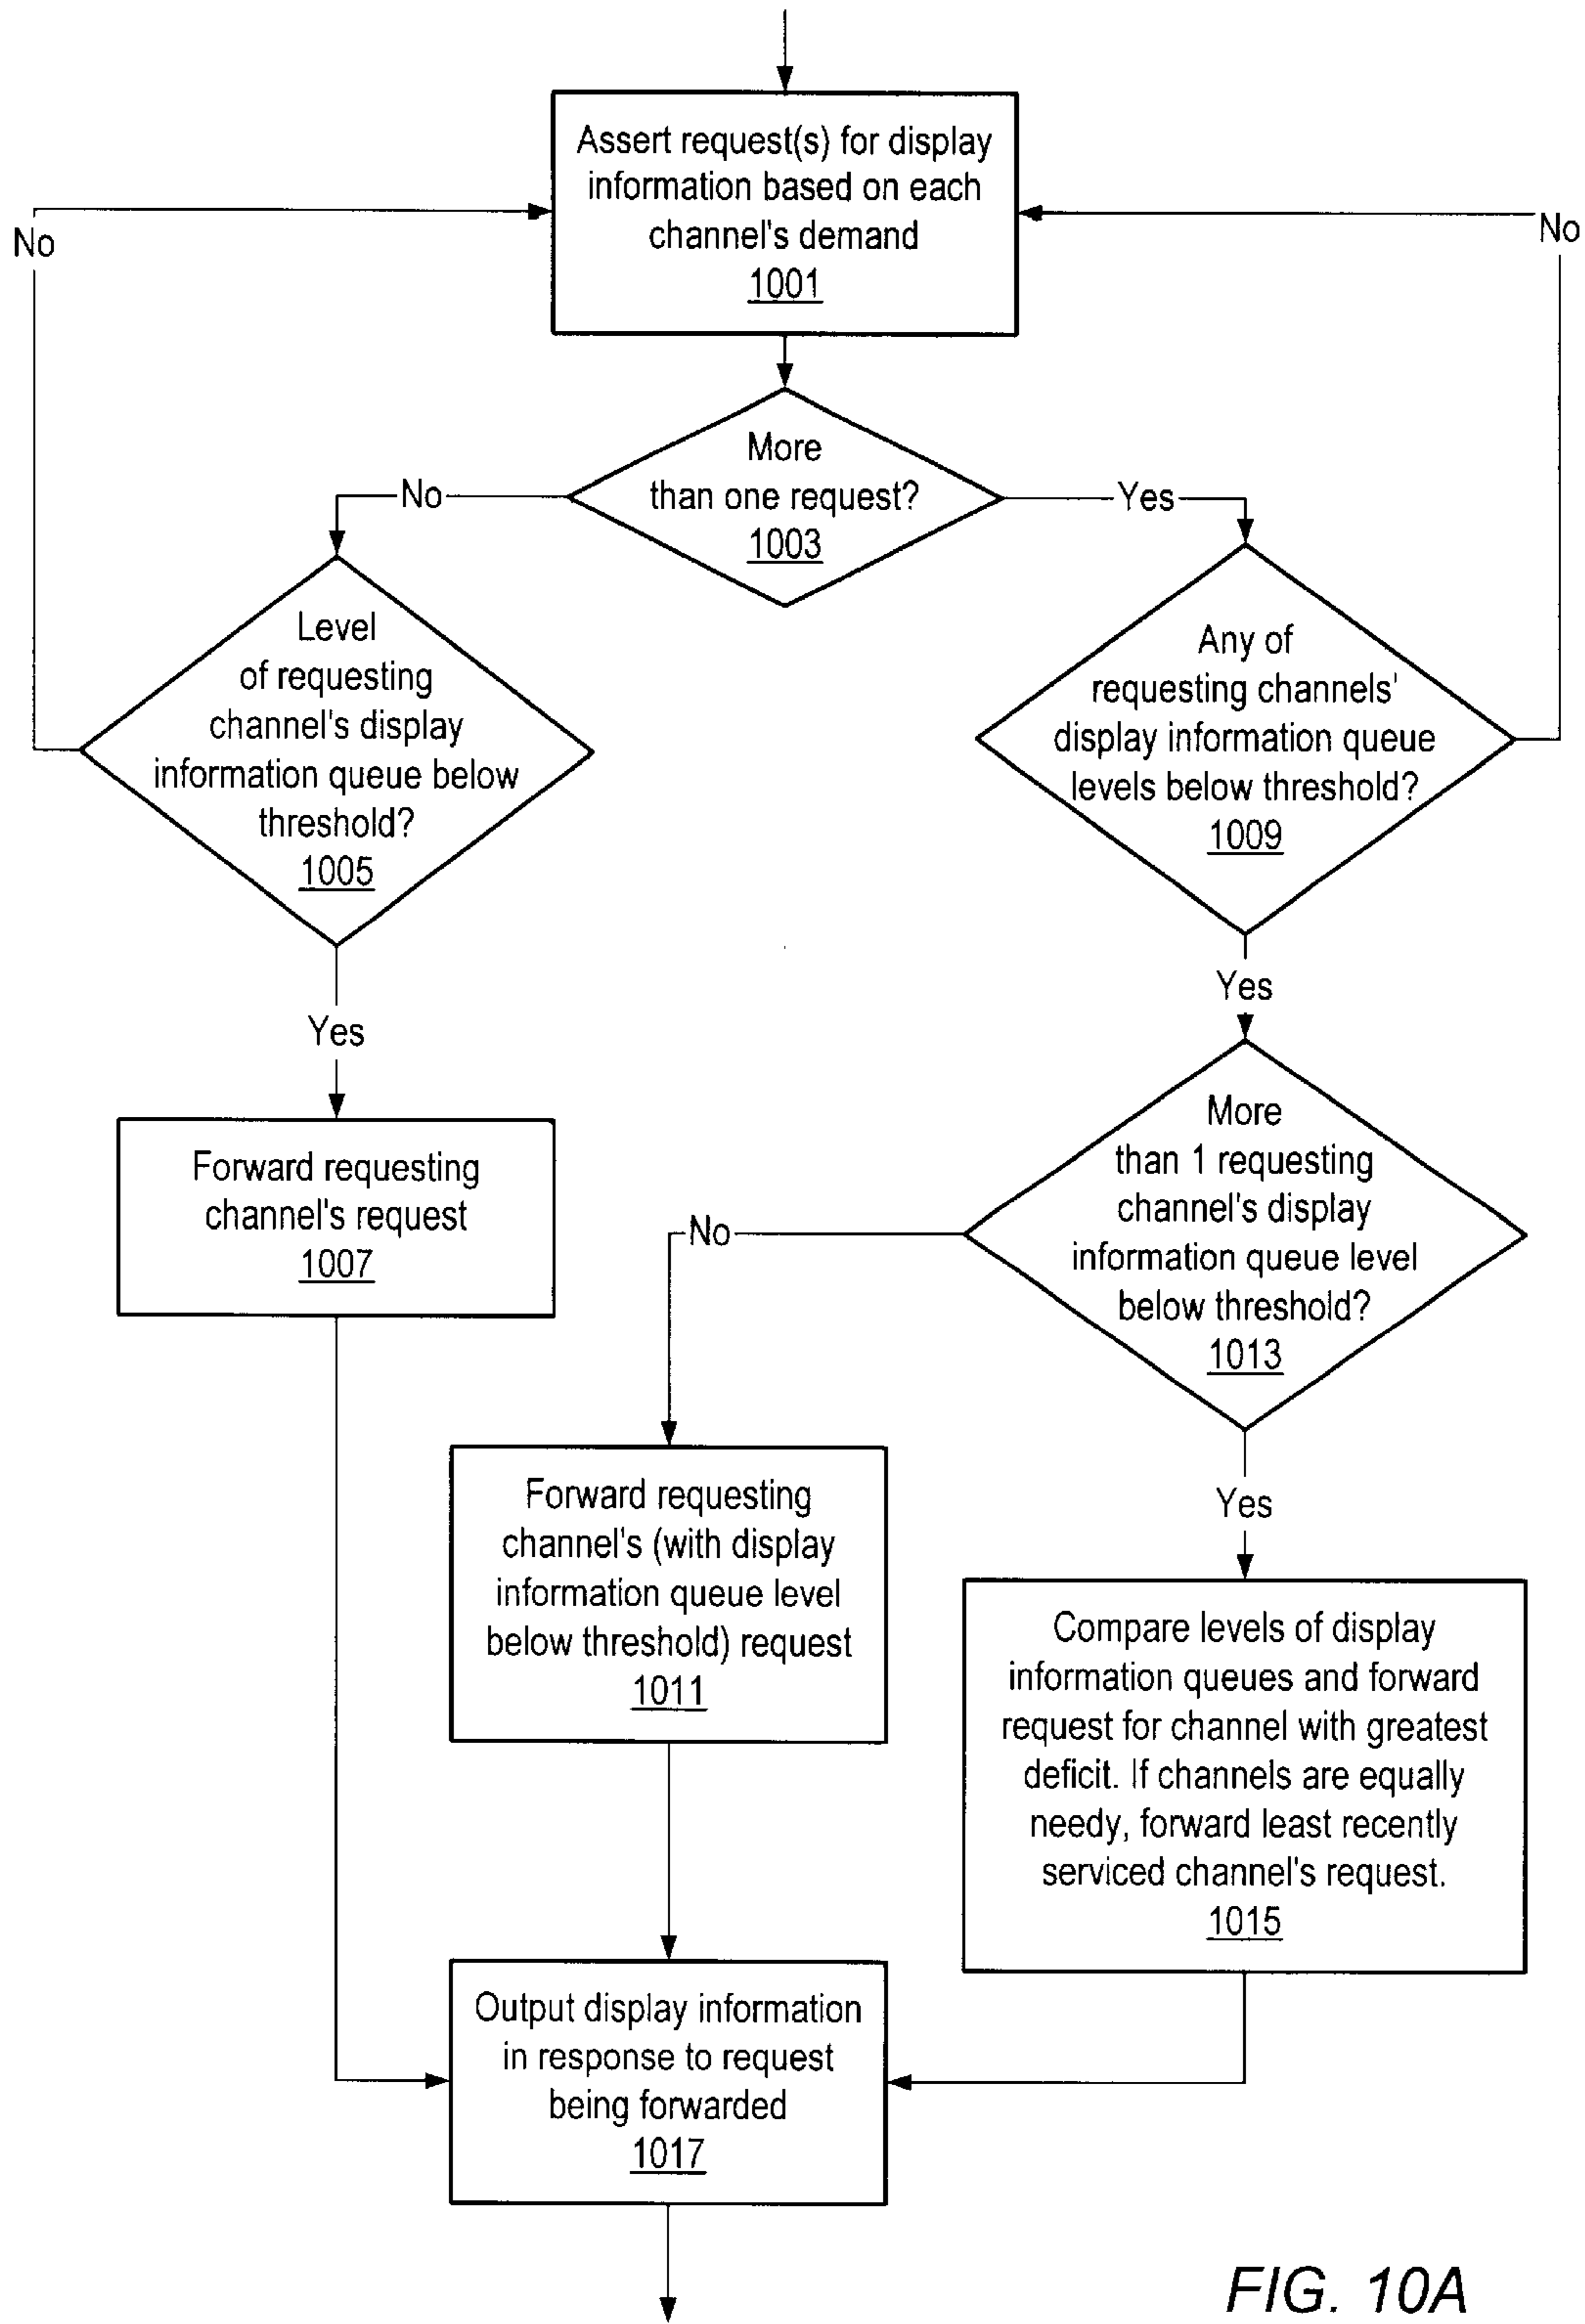 Assert request(s) for display
information based on each
channel's demand
1001
No
No
More
than one request?
1003
No
Yes
Level
of requesting
channel's display
information queue below
threshold?
1005
Any of
requesting channels'
display information queue
levels below threshold?
1009
Yes
Yes
Forward requesting
channel's request
1007
More
than 1 requesting
channel's display
information queue level
below threshold?
1013
No
Yes
Forward requesting
channel's (with display
information queue level
below threshold) request
1011
Compare levels of display
information queues and forward
request for channel with greatest
deficit. If channels are equally
needy, forward least recently
serviced channel's request.
1015
Output display information
in response to request
being forwarded
1017
FIG. 10A